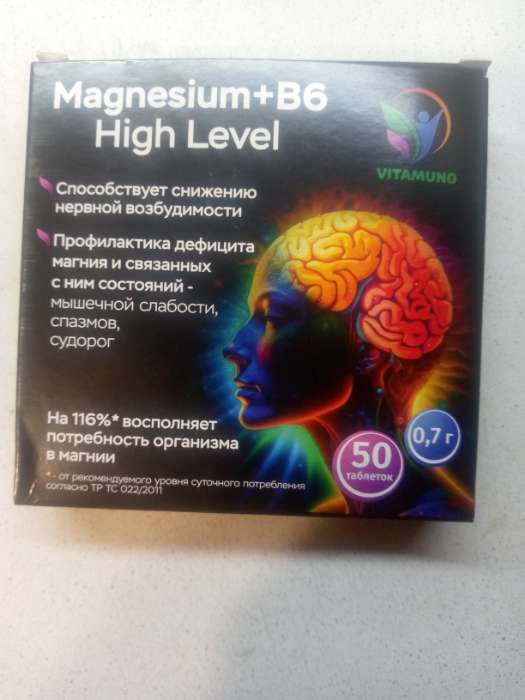 Magnesium+B6
High Level
VITAMUNO
Способствует снижению
нервной возбудимости
Профилактика дефицита
магния и связанных
с ним состояний -
мышечной слабости,
спазмов,
судорог
На 116%* восполняет
потребность организма
в магнии
50
таблеток
0,7 г
* - от рекомендуемого уровня суточного потребления
согласно ТР ТС 022/2011